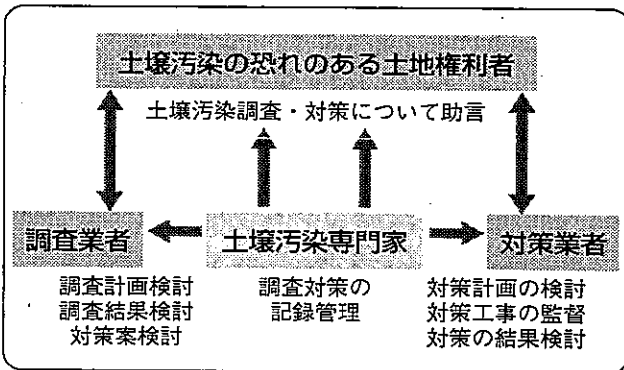 土壌汚染の恐れのある土地権利者
土壌汚染調査・対策について助言
調査業者
土壌汚染専門家
対策業者
調査計画検討
調査結果検討
対策案検討
調査対策の
記録管理
対策計画の検討
対策工事の監督
対策の結果検討